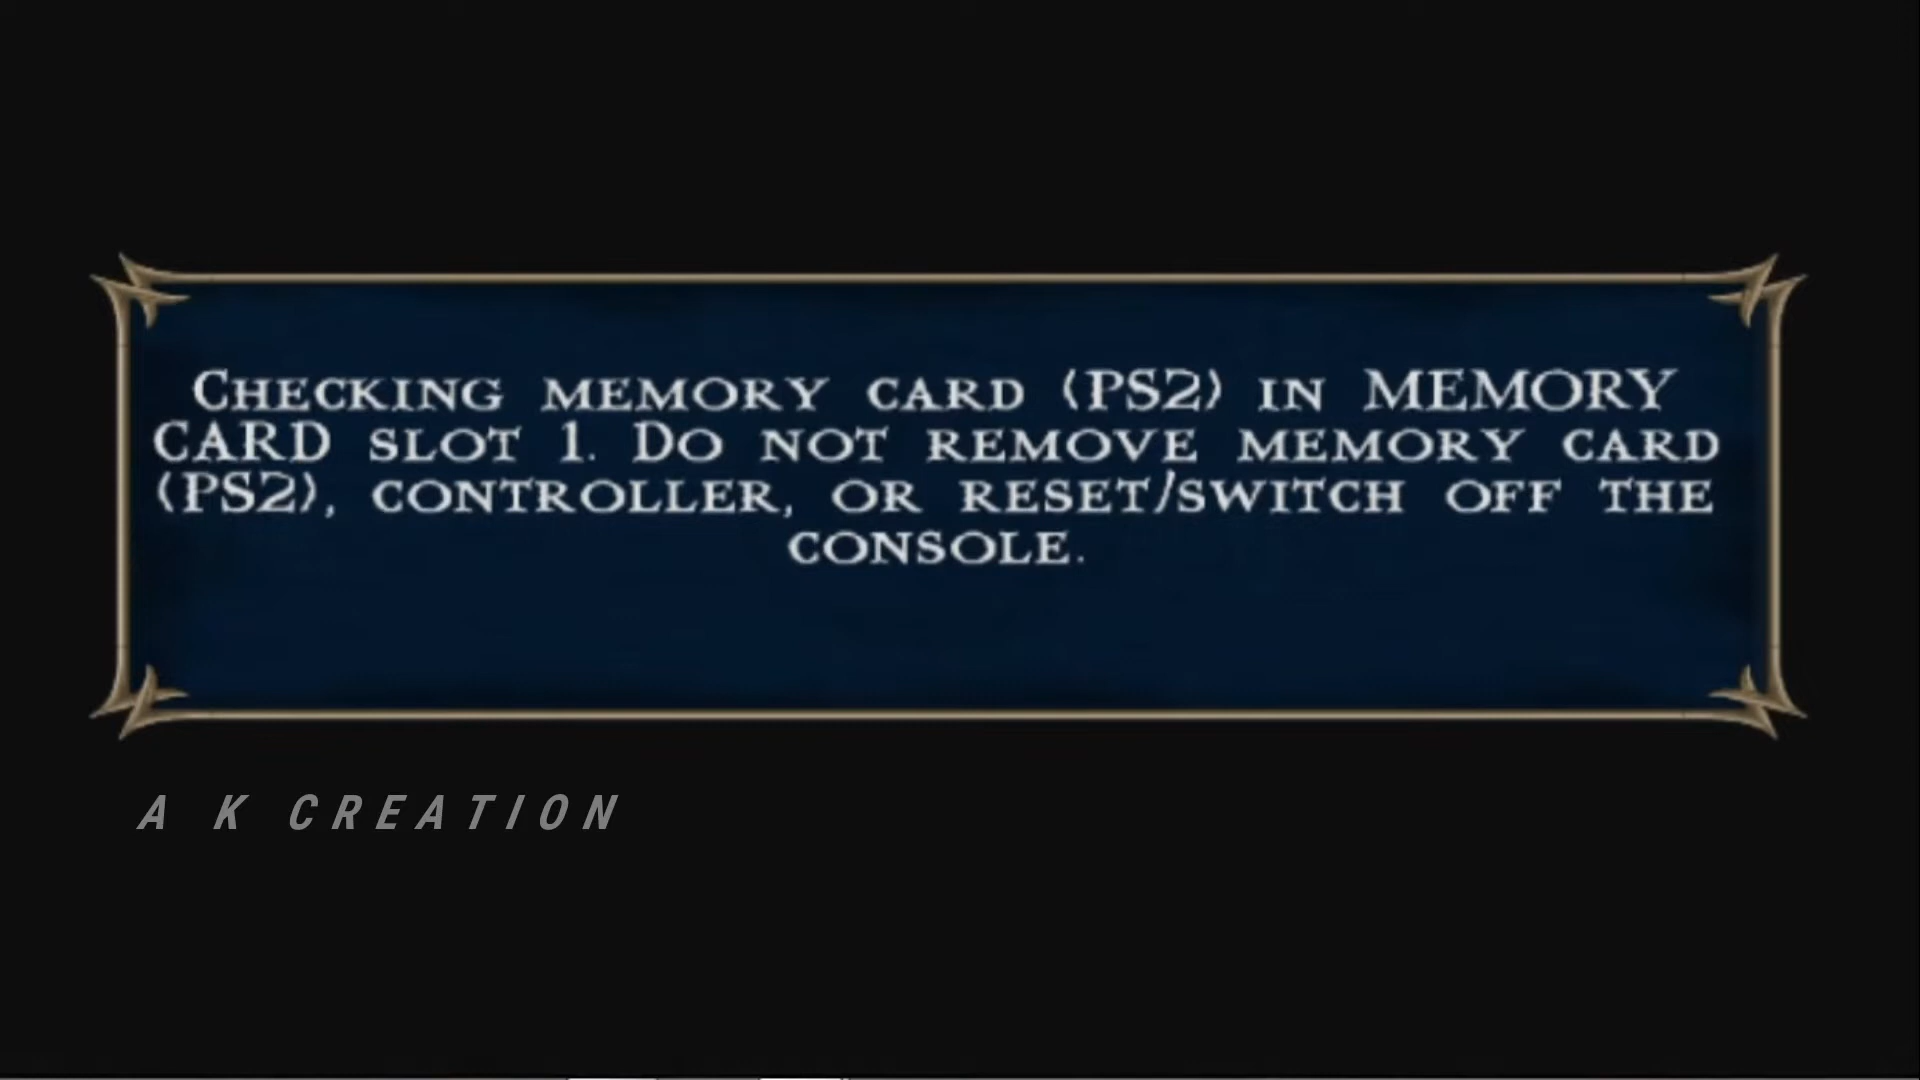 Checking memory card (PS2) in MEMORY
CARD slot 1. Do not remove memory card
(PS2), controller, or reset/switch off the
console.
A K CREATION